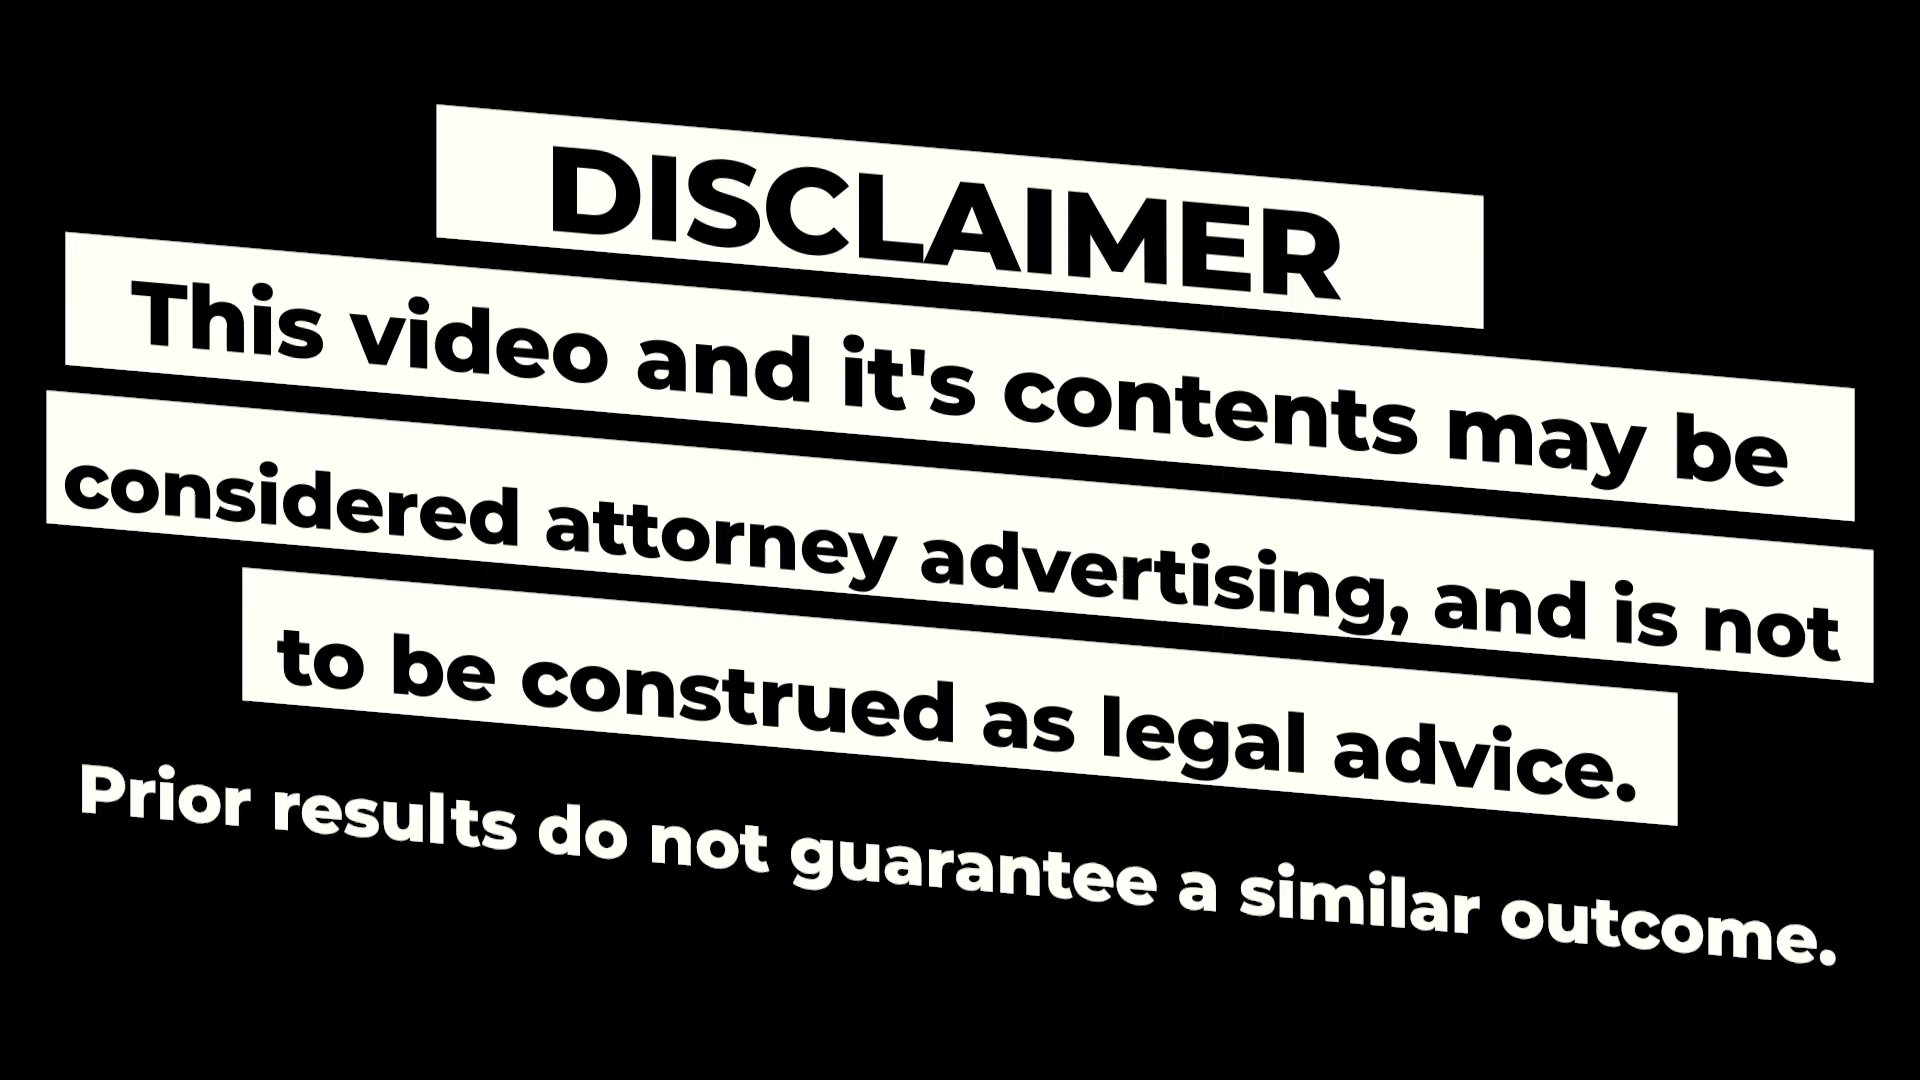 DISCLAIMER
This video and it's contents may be
considered attorney advertising, and is not
to be construed as legal advice.
Prior results do not guarantee a similar outcome.